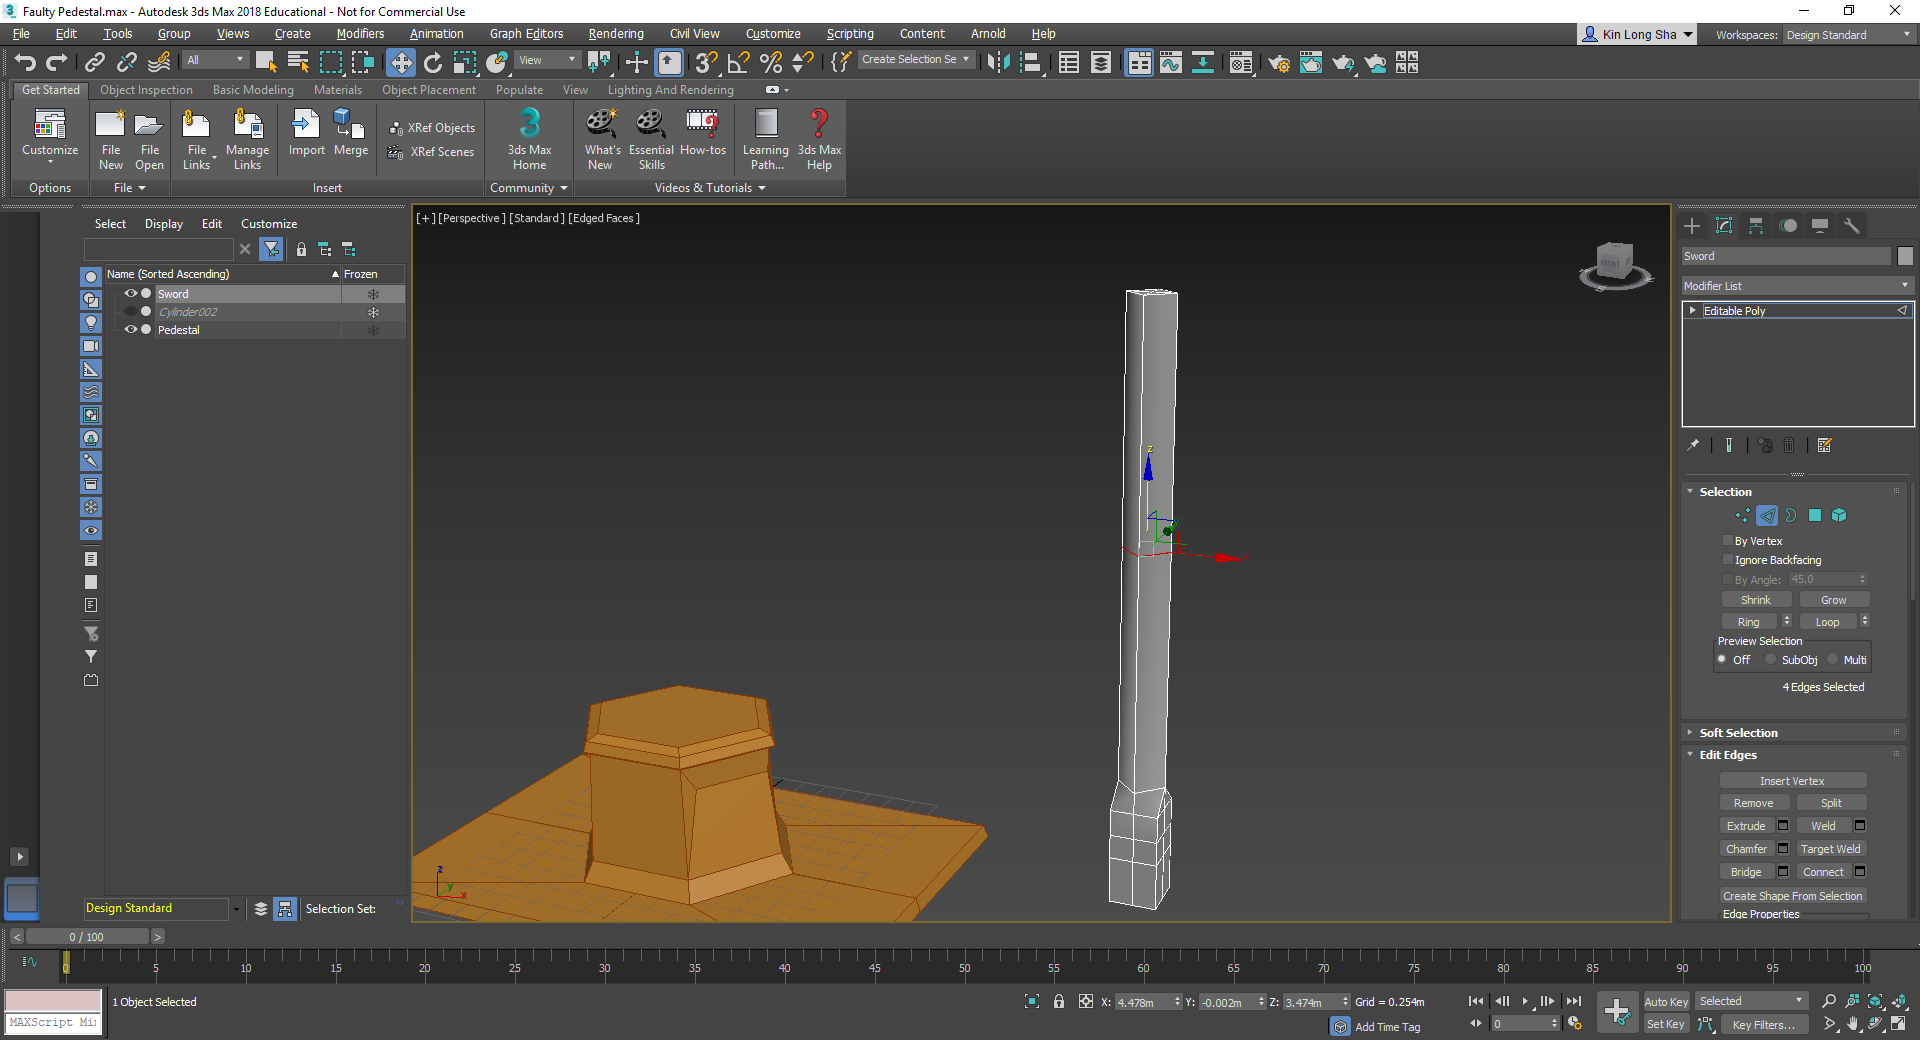 Faulty Pedestal.max - Autodesk 3ds Max 2018 Educational - Not for Commercial Use
File Edit Tools Group Views Create Modifiers Animation Graph Editors Rendering Civil View Customize Scripting Content Arnold Help
Kin Long Sha Workspaces: Design Standard
All View Create Selection Se
Get Started Object Inspection Basic Modeling Materials Object Placement Populate View Lighting And Rendering
Customize
File New
File Open
File Links
Manage Links
Import Merge
XRef Objects
XRef Scenes
3ds Max Home
What's New
Essential Skills
How-tos
Learning Path...
3ds Max Help
Options File Insert Community Videos & Tutorials
Select Display Edit Customize
Name (Sorted Ascending) Frozen
Sword
Cylinder002
Pedestal
Design Standard Selection Set:
[+] [Perspective] [Standard] [Edged Faces]
FRONT
z
z
y
x
Sword
Modifier List
Editable Poly
Selection
By Vertex
Ignore Backfacing
By Angle: 45.0
Shrink Grow
Ring Loop
Preview Selection
Off SubObj Multi
4 Edges Selected
Soft Selection
Edit Edges
Insert Vertex
Remove Split
Extrude Weld
Chamfer Target Weld
Bridge Connect
Create Shape From Selection
Edge Properties
< 0 / 100 >
0 5 10 15 20 25 30 35 40 45 50 55 60 65 70 75 80 85 90 95 100
1 Object Selected
MAXScript Mi
X: 4.478m Y: -0.002m Z: 3.474m Grid = 0.254m
Add Time Tag
0
Auto Key Selected
Set Key Key Filters...